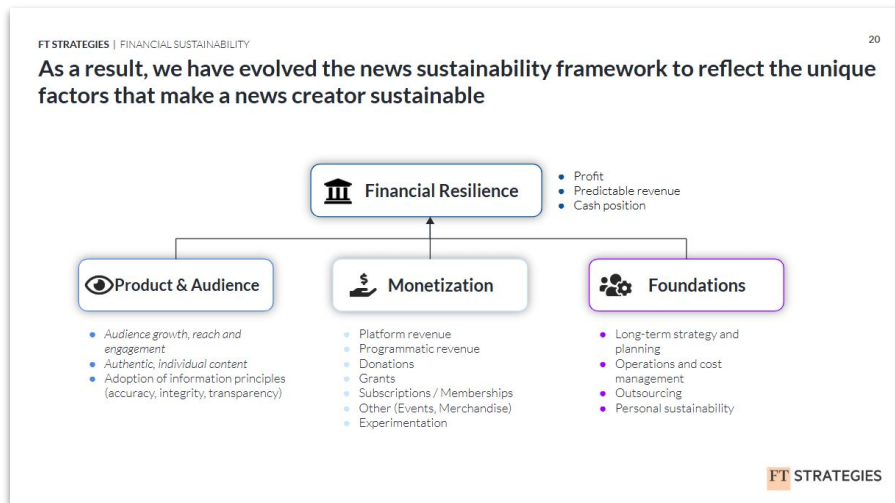 FT STRATEGIES | FINANCIAL SUSTAINABILITY
20
As a result, we have evolved the news sustainability framework to reflect the unique
factors that make a news creator sustainable
Financial Resilience
● Profit
● Predictable revenue
● Cash position
Product & Audience
● Audience growth, reach and
engagement
● Authentic, individual content
● Adoption of information principles
(accuracy, integrity, transparency)
$
Monetization
● Platform revenue
● Programmatic revenue
● Donations
● Grants
● Subscriptions / Memberships
● Other (Events, Merchandise)
● Experimentation
Foundations
● Long-term strategy and
planning
● Operations and cost
management
● Outsourcing
● Personal sustainability
FT STRATEGIES